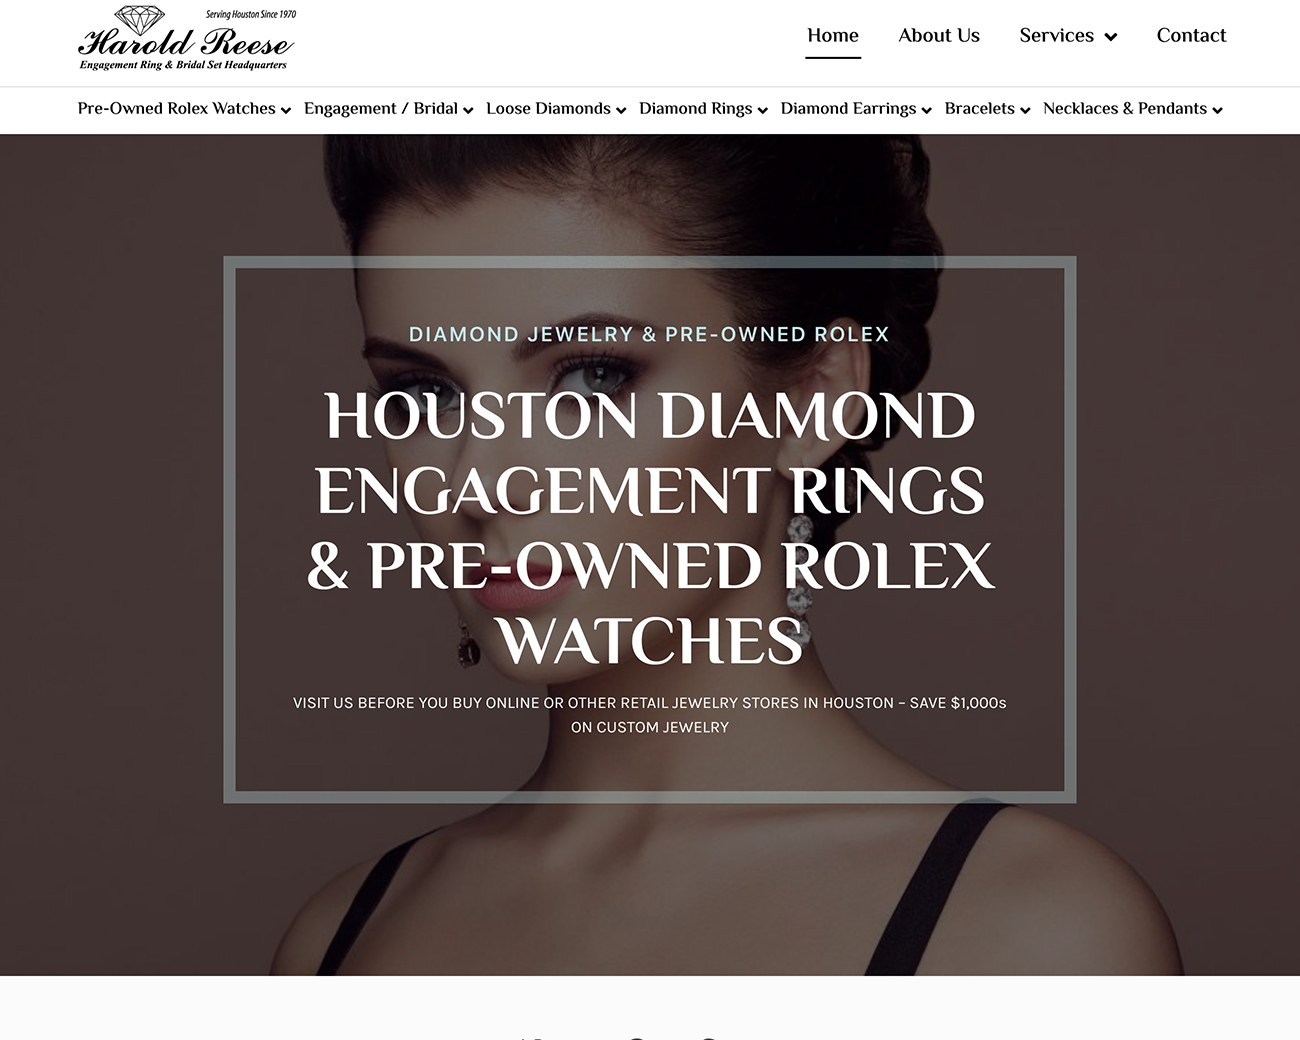 Serving Houston Since 1970
Harold Reese
Engagement Ring & Bridal Set Headquarters
Home About Us Services Contact
Pre-Owned Rolex Watches Engagement / Bridal Loose Diamonds Diamond Rings Diamond Earrings Bracelets Necklaces & Pendants
DIAMOND JEWELRY & PRE-OWNED ROLEX
HOUSTON DIAMOND
ENGAGEMENT RINGS
& PRE-OWNED ROLEX
WATCHES
VISIT US BEFORE YOU BUY ONLINE OR OTHER RETAIL JEWELRY STORES IN HOUSTON – SAVE $1,000s
ON CUSTOM JEWELRY